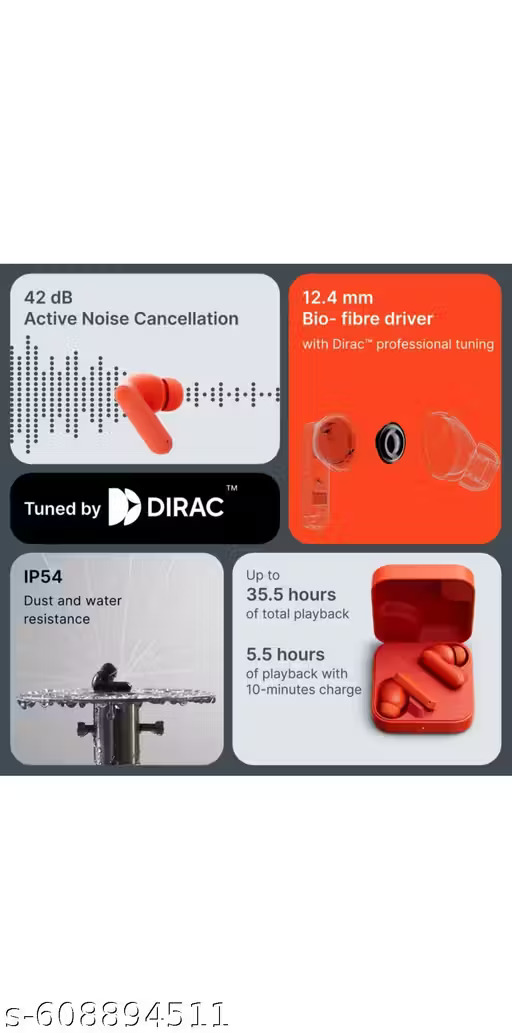 42 dB
Active Noise Cancellation
12.4 mm
Bio- fibre driver
with Dirac™ professional tuning
Tuned by DIRAC™
IP54
Dust and water
resistance
Up to
35.5 hours
of total playback
5.5 hours
of playback with
10-minutes charge
s-608894511